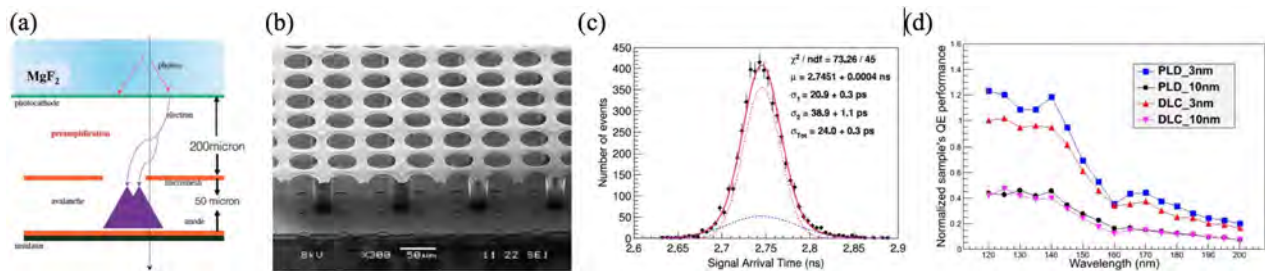 (a)
MgF2
photon
photocathode
electron
preamplification
200micron
micromesh
avalanche
50 micron
anode
insulator
(b)
8kV X300 50µm 11 22 SEI
(c)
450
400
350
300
250
200
150
100
50
0
Number of events
χ² / ndf = 73,26 / 45
μ = 2.7451 + 0.0004 ns
σ1 = 20.9 + 0.3 ps
σ2 = 38.9 + 1.1 ps
σTot = 24.0 + 0.3 ps
2,6 2,65 2,7 2,75 2,8 2,85 2,9
Signal Arrival Time (ns)
(d)
Normalized sample's QE performance
1.6
1.4
1.2
1
0.8
0.6
0.4
0.2
0
PLD_3nm
PLD_10nm
DLC_3nm
DLC_10nm
120 130 140 150 160 170 180 190 200
Wavelength (nm)